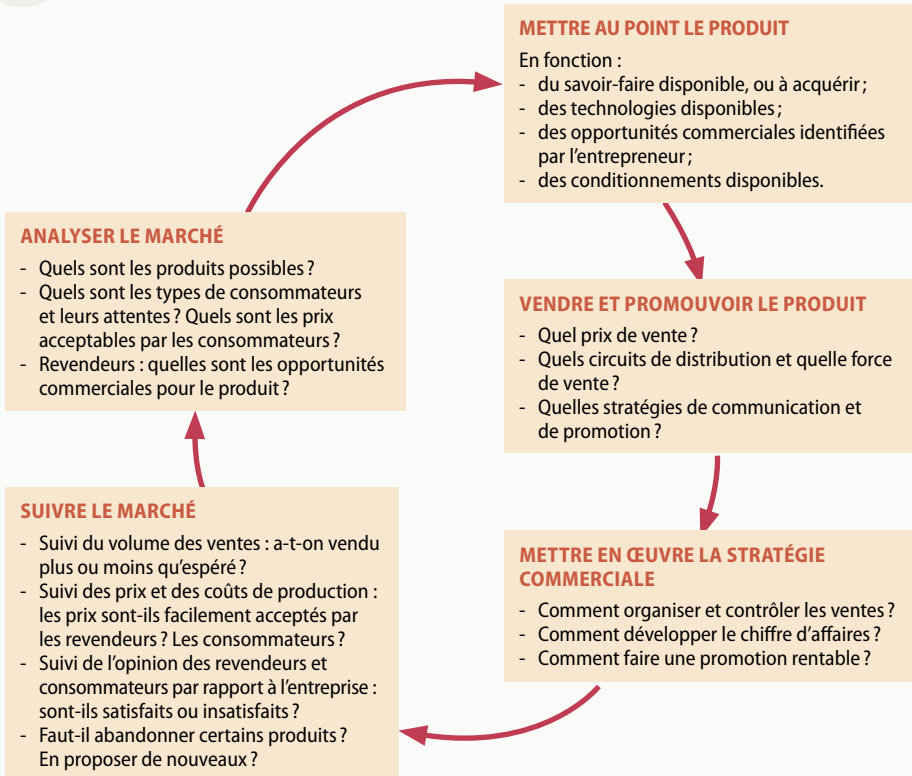 METTRE AU POINT LE PRODUIT
En fonction :
- du savoir-faire disponible, ou à acquérir ;
- des technologies disponibles ;
- des opportunités commerciales identifiées
par l'entrepreneur ;
- des conditionnements disponibles.
VENDRE ET PROMOUVOIR LE PRODUIT
- Quel prix de vente ?
- Quels circuits de distribution et quelle force
de vente ?
- Quelles stratégies de communication et
de promotion ?
METTRE EN ŒUVRE LA STRATÉGIE
COMMERCIALE
- Comment organiser et contrôler les ventes ?
- Comment développer le chiffre d'affaires ?
- Comment faire une promotion rentable ?
SUIVRE LE MARCHÉ
- Suivi du volume des ventes : a-t-on vendu
plus ou moins qu'espéré ?
- Suivi des prix et des coûts de production :
les prix sont-ils facilement acceptés par
les revendeurs ? Les consommateurs ?
- Suivi de l'opinion des revendeurs et
consommateurs par rapport à l'entreprise :
sont-ils satisfaits ou insatisfaits ?
- Faut-il abandonner certains produits ?
En proposer de nouveaux ?
ANALYSER LE MARCHÉ
- Quels sont les produits possibles ?
- Quels sont les types de consommateurs
et leurs attentes ? Quels sont les prix
acceptables par les consommateurs ?
- Revendeurs : quelles sont les opportunités
commerciales pour le produit ?